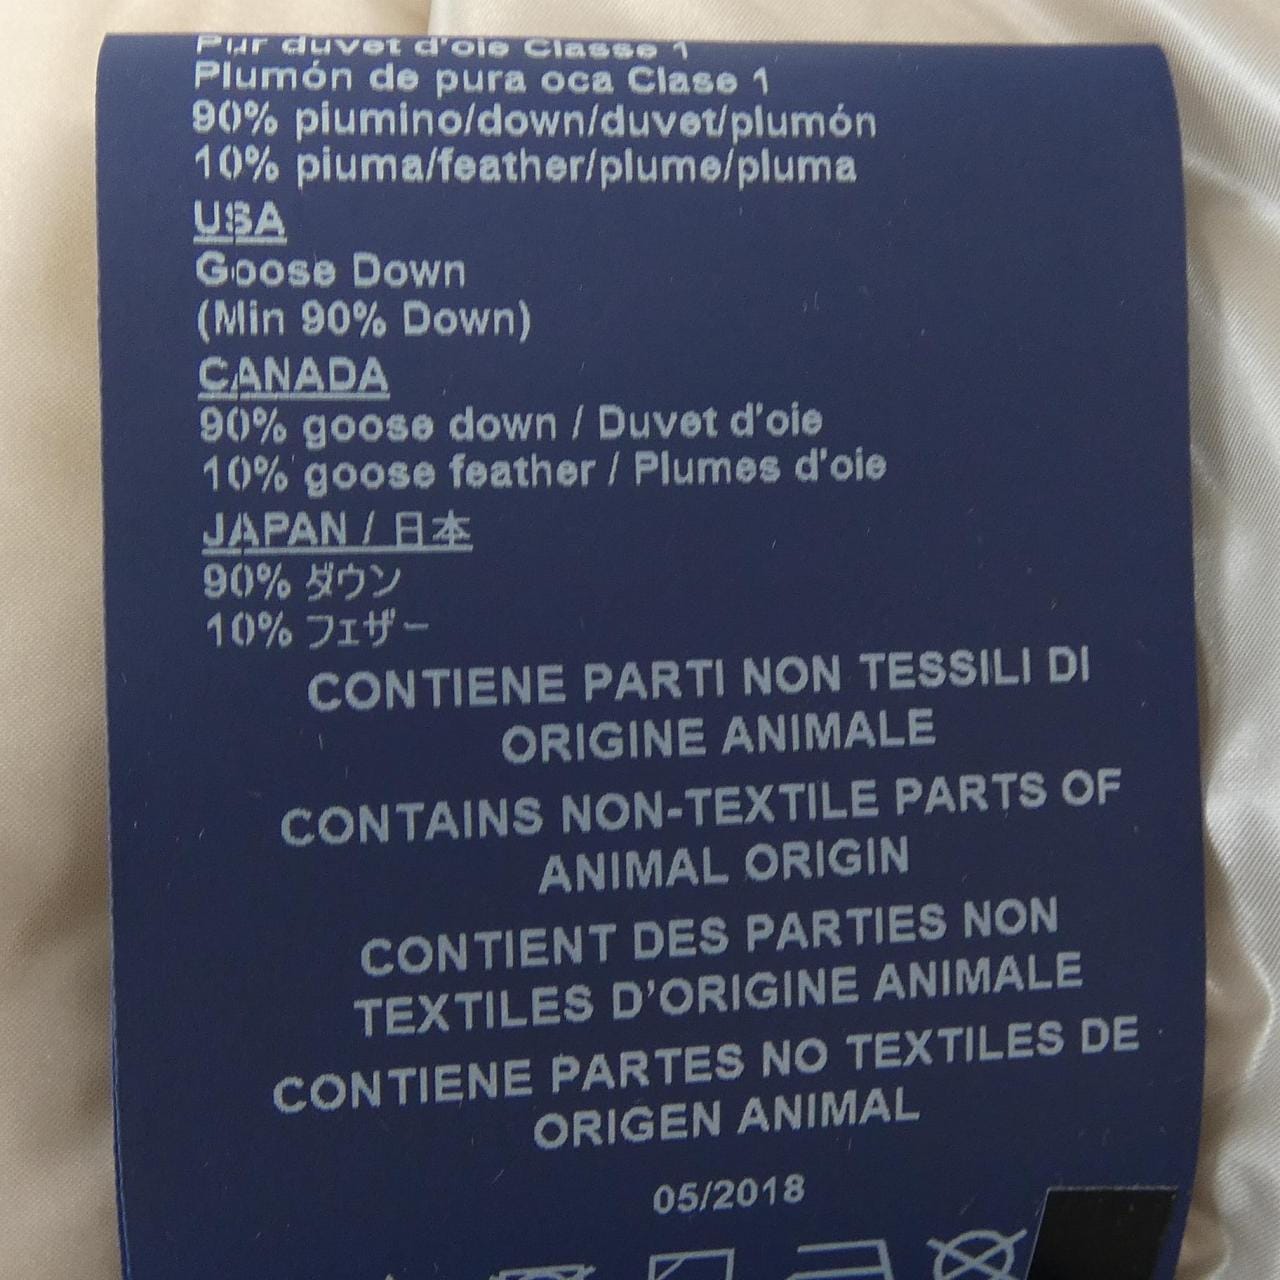 Pur duvet d'oie Classe 1
Plumón de pura oca Clase 1
90% piumino/down/duvet/plumón
10% piuma/feather/plume/pluma
USA
Goose Down
(Min 90% Down)
CANADA
90% goose down / Duvet d'oie
10% goose feather / Plumes d'oie
JAPAN / 日本
90% ダウン
10% フェザー
CONTIENE PARTI NON TESSILI DI
ORIGINE ANIMALE
CONTAINS NON-TEXTILE PARTS OF
ANIMAL ORIGIN
CONTIENT DES PARTIES NON
TEXTILES D'ORIGINE ANIMALE
CONTIENE PARTES NO TEXTILES DE
ORIGEN ANIMAL
05/2018